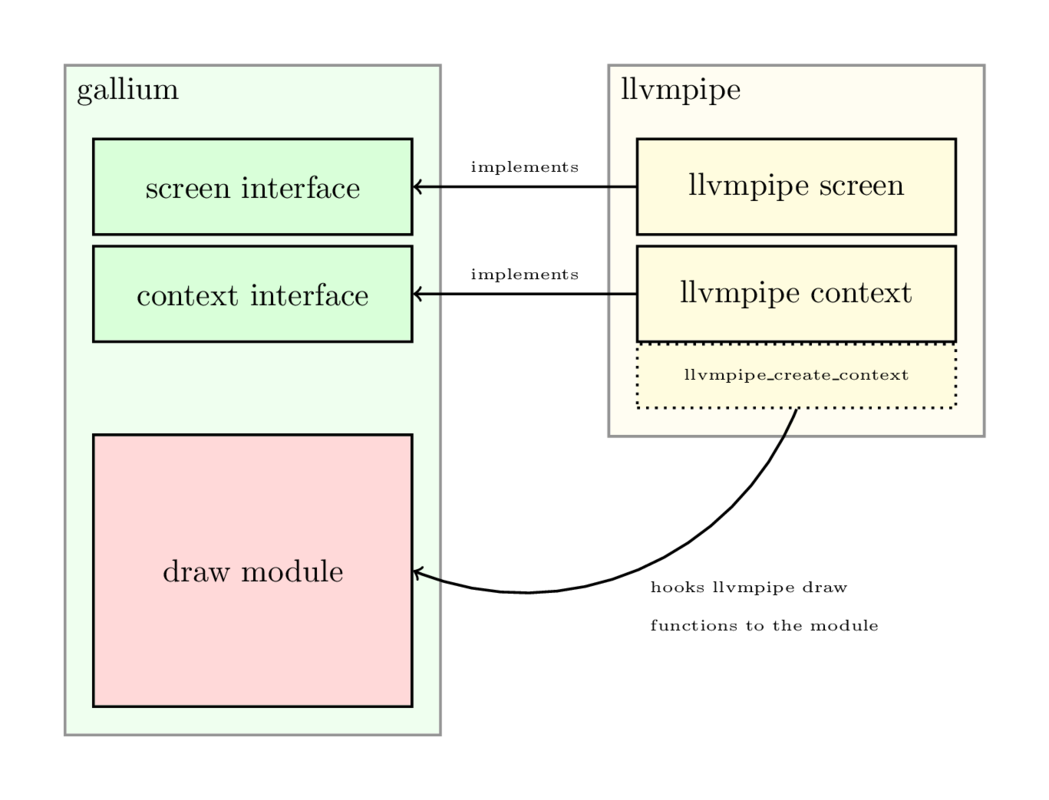 gallium
screen interface
context interface
draw module
implements
implements
llvmpipe
llvmpipe screen
llvmpipe context
llvmpipe_create_context
hooks llvmpipe draw
functions to the module